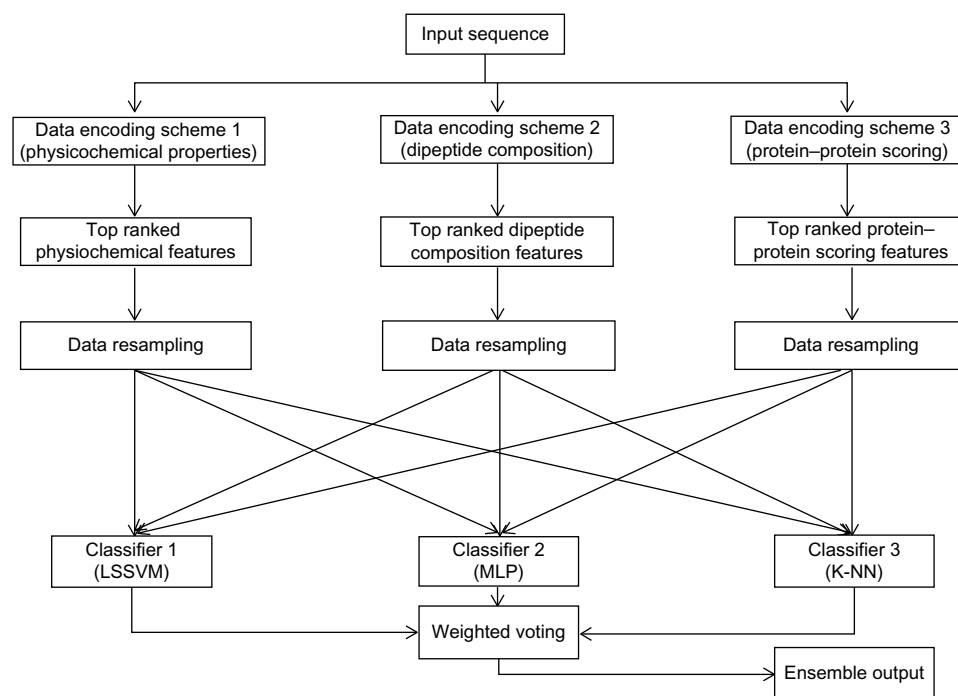 Input sequence
Data encoding scheme 1
(physicochemical properties)
Data encoding scheme 2
(dipeptide composition)
Data encoding scheme 3
(protein–protein scoring)
Top ranked
physiochemical features
Top ranked dipeptide
composition features
Top ranked protein–
protein scoring features
Data resampling
Data resampling
Data resampling
Classifier 1
(LSSVM)
Classifier 2
(MLP)
Classifier 3
(K-NN)
Weighted voting
Ensemble output